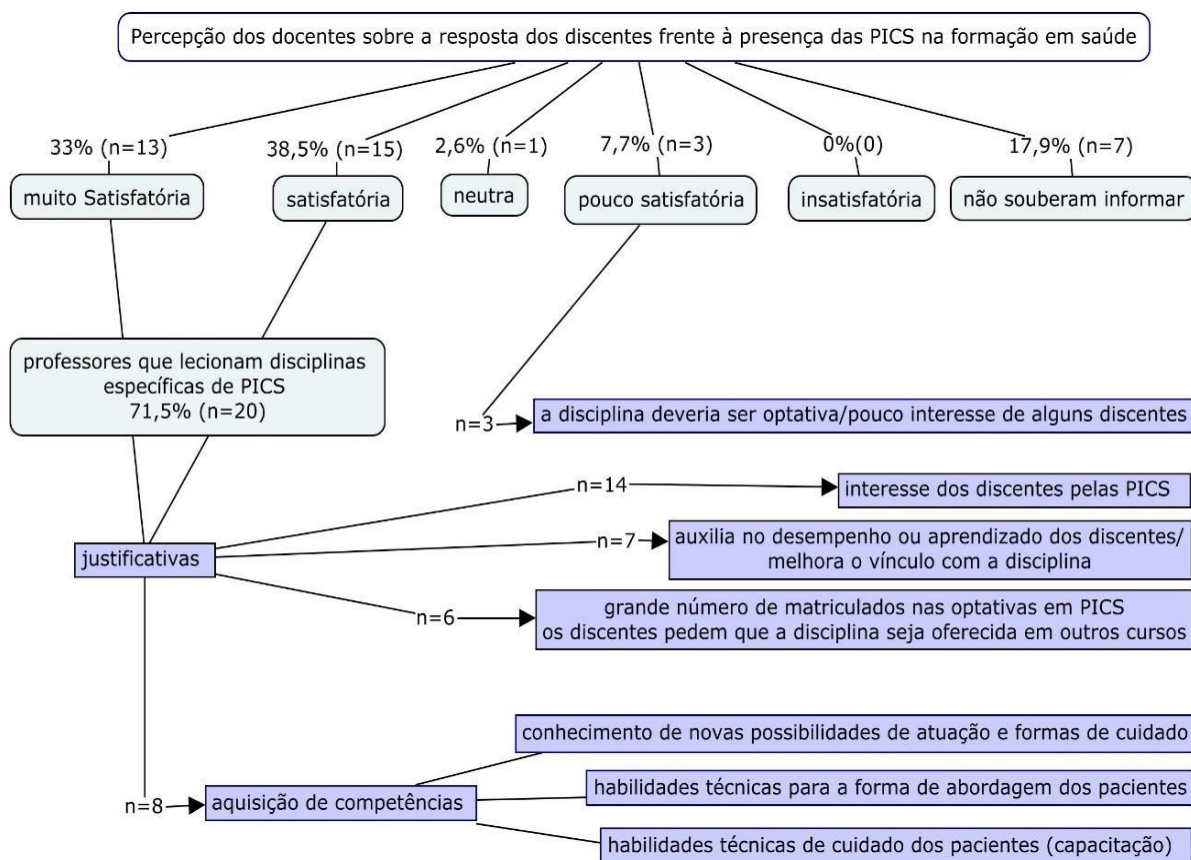 Percepção dos docentes sobre a resposta dos discentes frente à presença das PICS na formação em saúde
33% (n=13)
38,5% (n=15)
2,6% (n=1)
7,7% (n=3)
0%(0)
17,9% (n=7)
muito Satisfatória
satisfatória
neutra
pouco satisfatória
insatisfatória
não souberam informar
professores que lecionam disciplinas
específicas de PICS
71,5% (n=20)
n=3
a disciplina deveria ser optativa/pouco interesse de alguns discentes
justificativas
n=14
interesse dos discentes pelas PICS
n=7
auxilia no desempenho ou aprendizado dos discentes/
melhora o vínculo com a disciplina
n=6
grande número de matriculados nas optativas em PICS
os discentes pedem que a disciplina seja oferecida em outros cursos
n=8
aquisição de competências
conhecimento de novas possibilidades de atuação e formas de cuidado
habilidades técnicas para a forma de abordagem dos pacientes
habilidades técnicas de cuidado dos pacientes (capacitação)